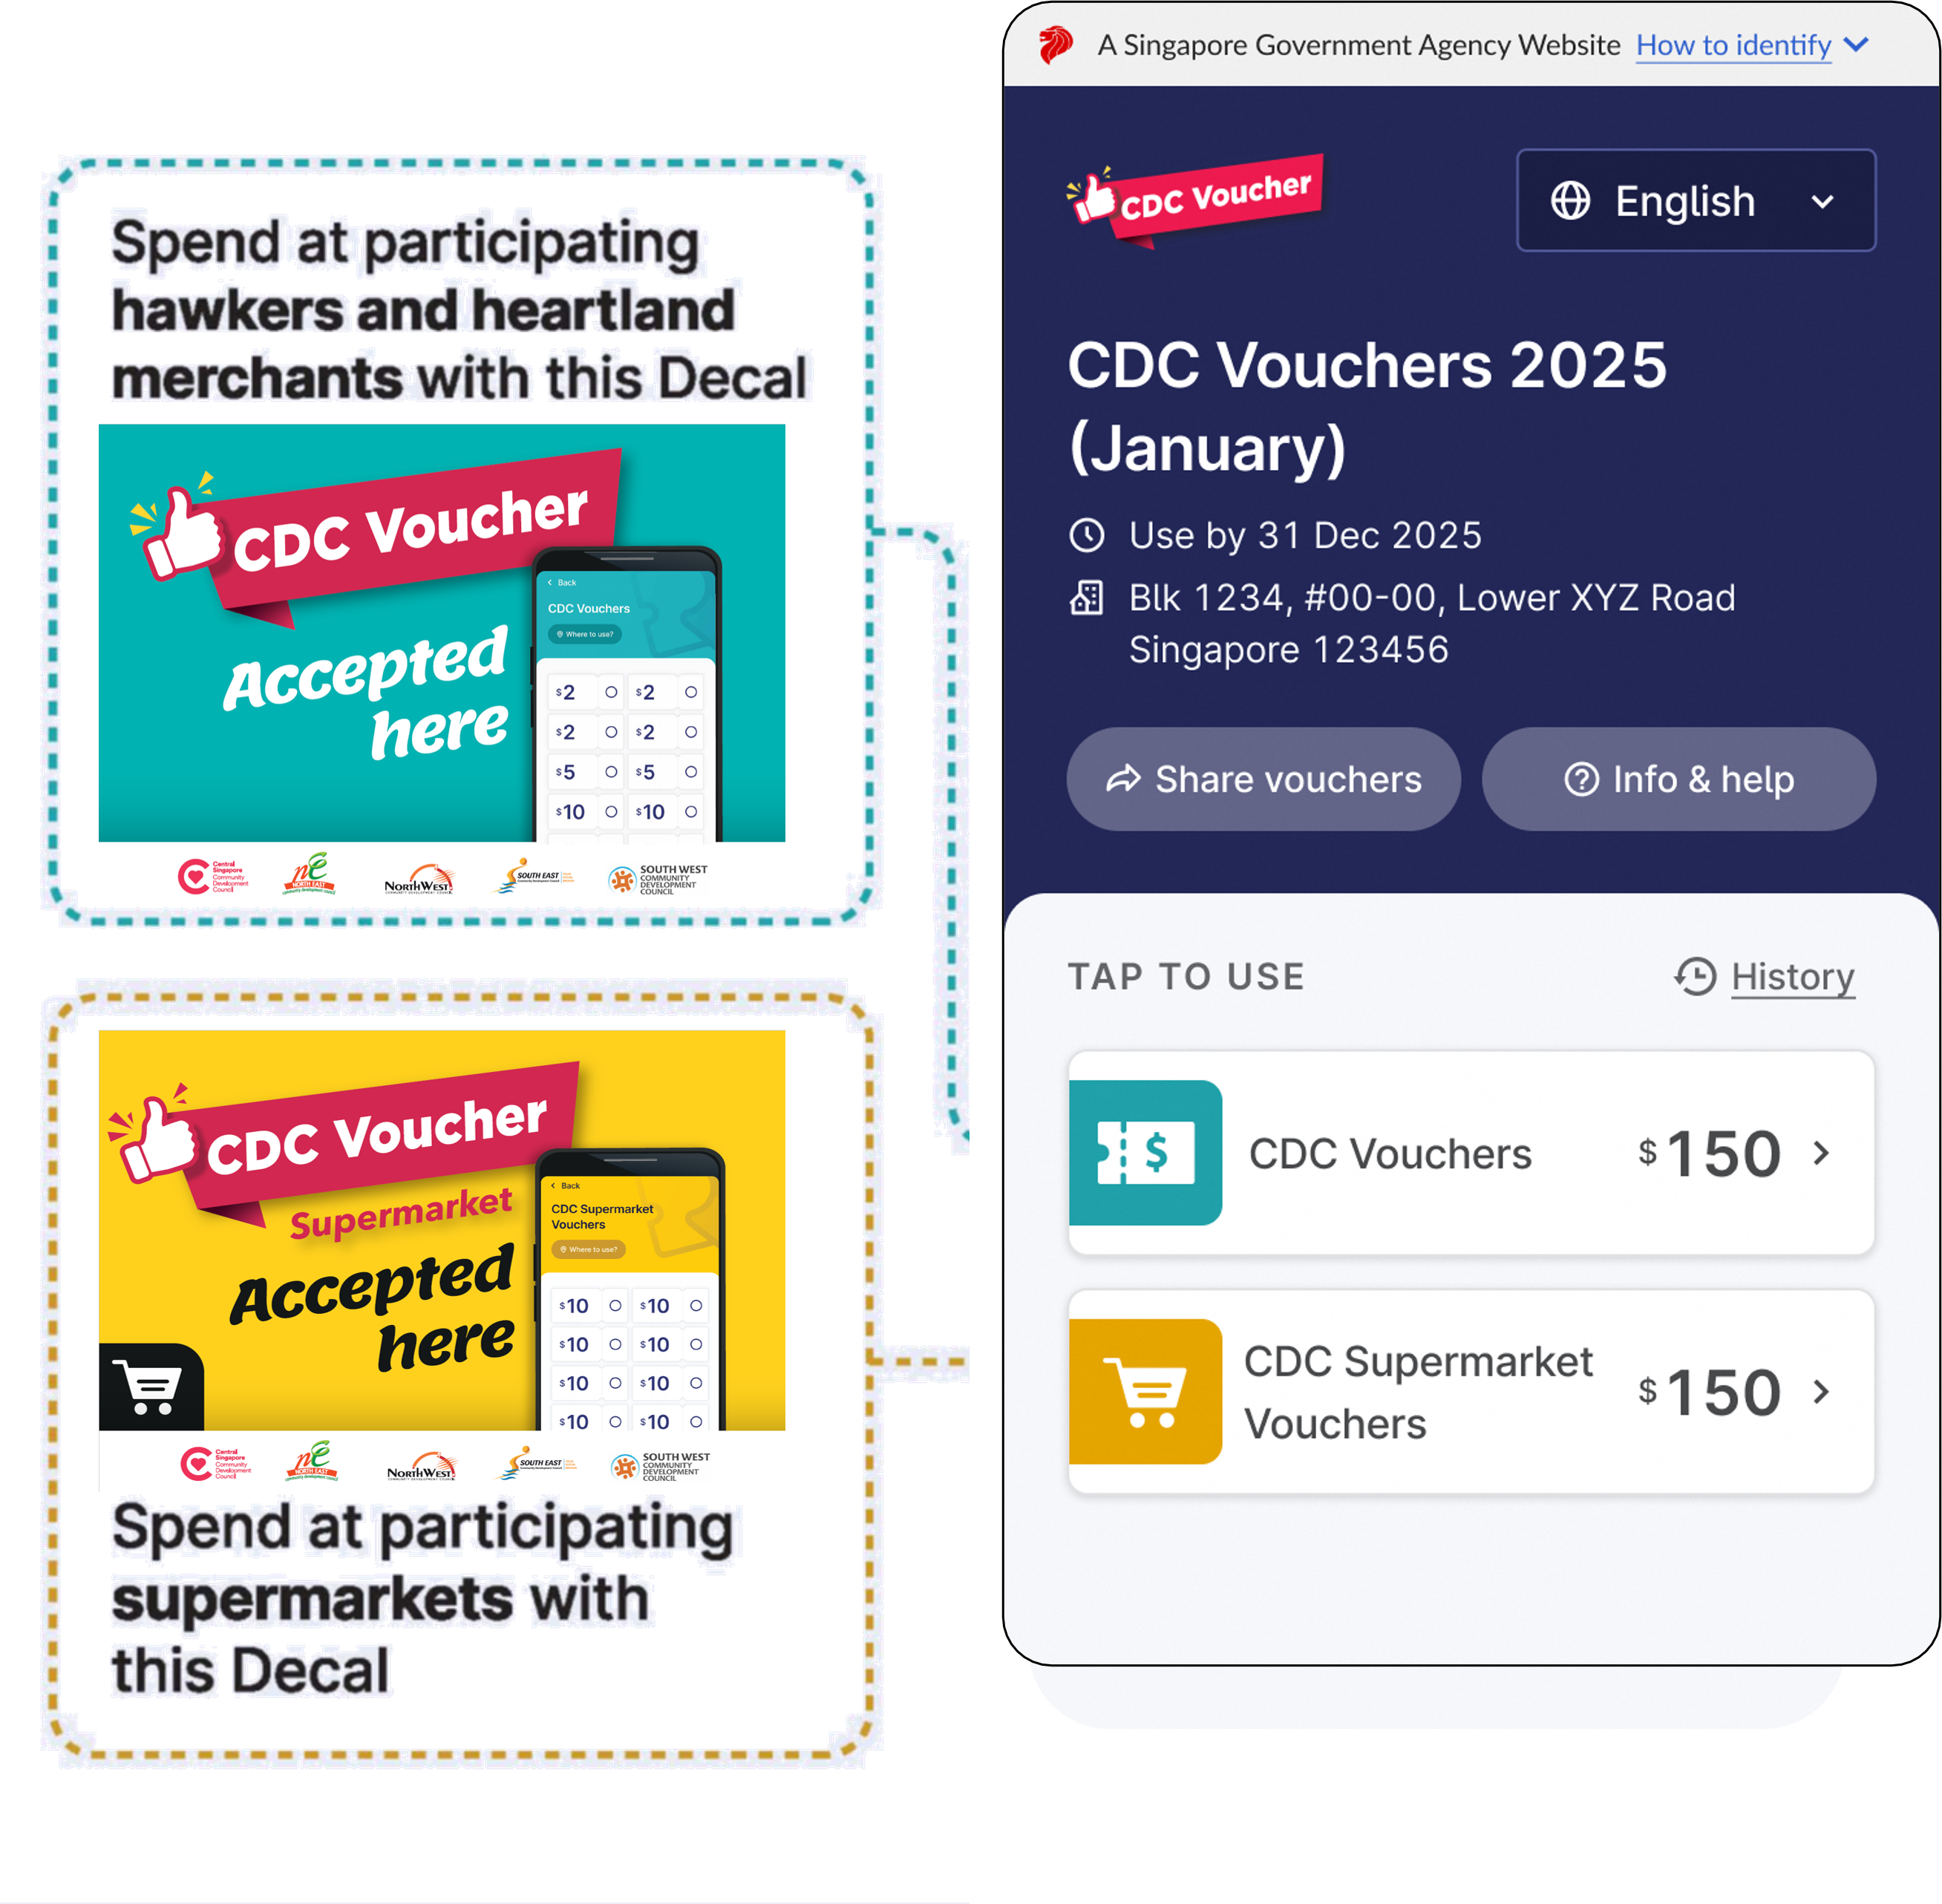 Spend at participating
hawkers and heartland
merchants with this Decal
CDC Voucher
Accepted
here
Back
CDC Vouchers
Where to use?
$2 $2
$2 $2
$5 $5
$10 $10
Central
Singapore
Community
Development
Council
ne
NORTH EAST
NORTHWEST
SOUTH EAST
SOUTH WEST
COMMUNITY
DEVELOPMENT
COUNCIL
CDC Voucher
Supermarket
Accepted
here
Back
CDC Supermarket
Vouchers
Where to use?
$10 $10
$10 $10
$10 $10
$10 $10
Central
Singapore
Community
Development
Council
ne
NORTH EAST
NORTHWEST
SOUTH EAST
SOUTH WEST
COMMUNITY
DEVELOPMENT
COUNCIL
Spend at participating
supermarkets with
this Decal
A Singapore Government Agency Website How to identify
CDC Voucher
English
CDC Vouchers 2025
(January)
Use by 31 Dec 2025
Blk 1234, #00-00, Lower XYZ Road
Singapore 123456
Share vouchers
Info & help
TAP TO USE
History
$
CDC Vouchers $150
CDC Supermarket
Vouchers
$150